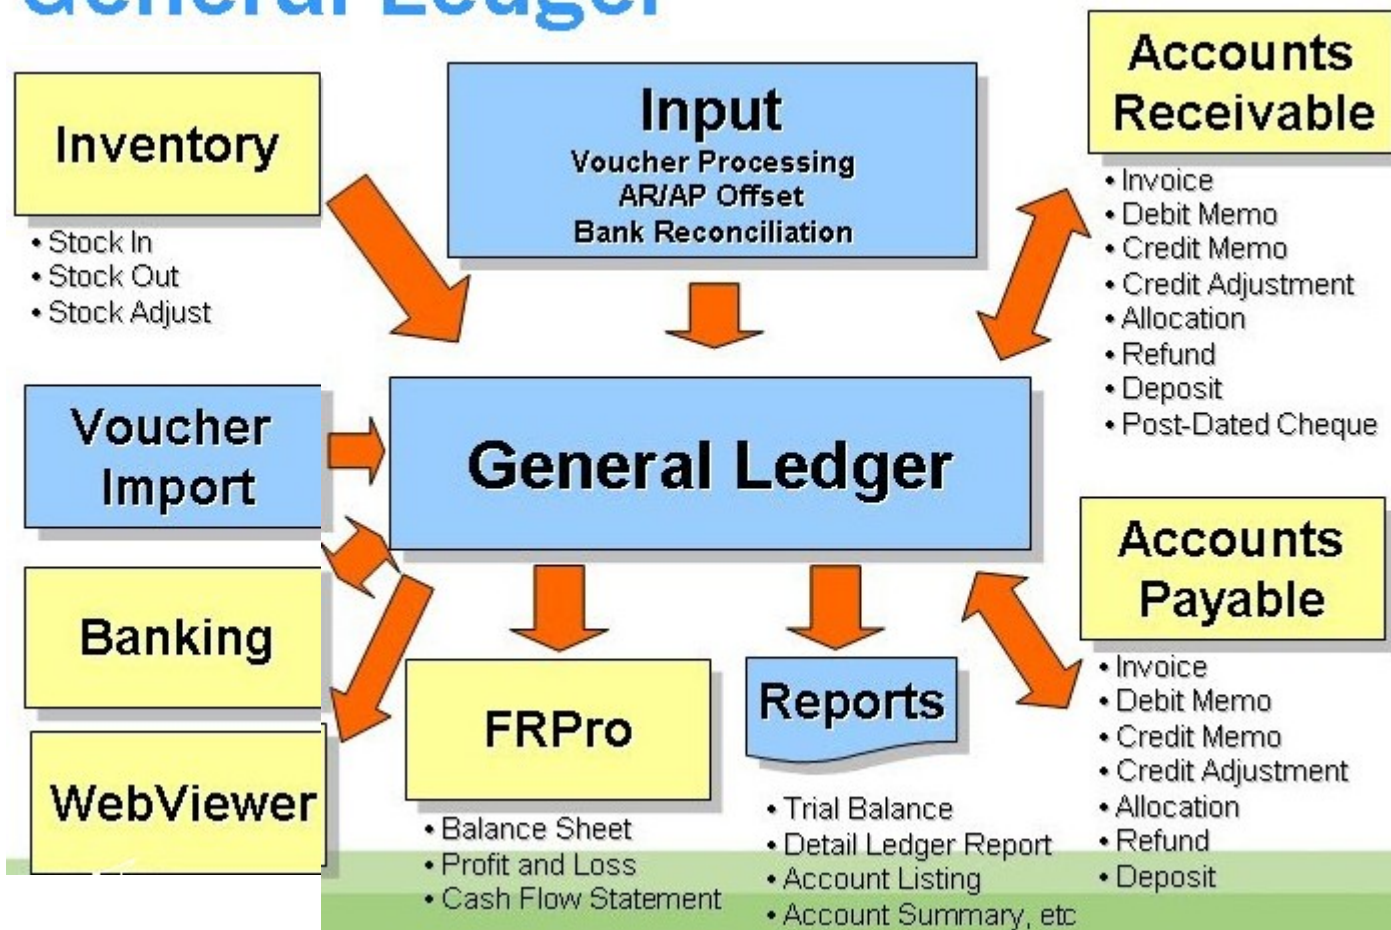 General Ledger
Inventory
• Stock In
• Stock Out
• Stock Adjust
Input
Voucher Processing
AR/AP Offset
Bank Reconciliation
Accounts
Receivable
• Invoice
• Debit Memo
• Credit Memo
• Credit Adjustment
• Allocation
• Refund
• Deposit
• Post-Dated Cheque
Voucher
Import
General Ledger
Banking
WebViewer
FRPro
• Balance Sheet
• Profit and Loss
• Cash Flow Statement
Reports
• Trial Balance
• Detail Ledger Report
• Account Listing
• Account Summary, etc
Accounts
Payable
• Invoice
• Debit Memo
• Credit Memo
• Credit Adjustment
• Allocation
• Refund
• Deposit